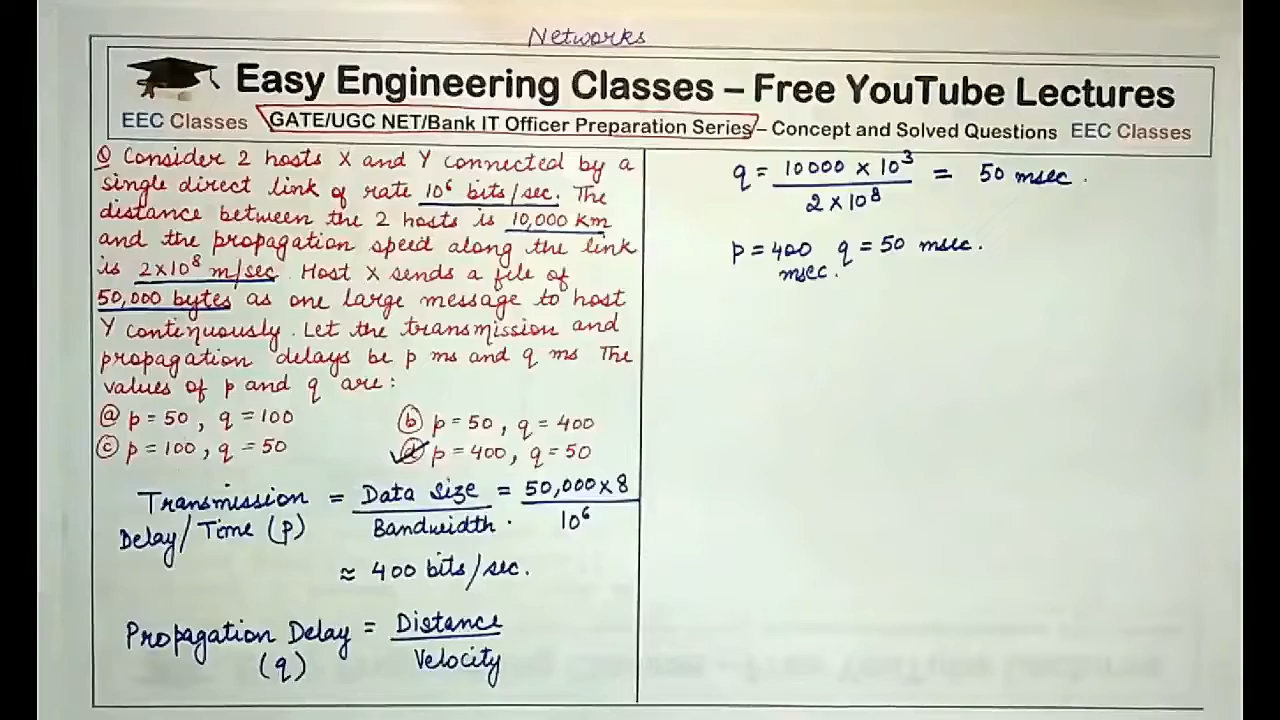 Networks
Easy Engineering Classes – Free YouTube Lectures
EEC Classes GATE/UGC NET/Bank IT Officer Preparation Series – Concept and Solved Questions EEC Classes
Q Consider 2 hosts X and Y connected by a
single direct link of rate 10⁶ bits/sec. The
distance between the 2 hosts is 10,000 Km
and the propagation speed along the link
is 2×10⁸ m/sec. Host X sends a file of
50,000 bytes as one large message to host
Y continuously. Let the transmission and
propagation delays be p ms and q ms The
values of p and q are:
(a) p = 50, q = 100 (b) p = 50, q = 400
(c) p = 100, q = 50 (d) p = 400, q = 50
Transmission = Data Size = 50,000×8
Delay/Time (p) Bandwidth . 10⁶
≈ 400 bits/sec.
Propagation Delay = Distance
(q) Velocity
q = 10000 × 10³ = 50 msec.
2 × 10⁸
p = 400 q = 50 msec.
msec.